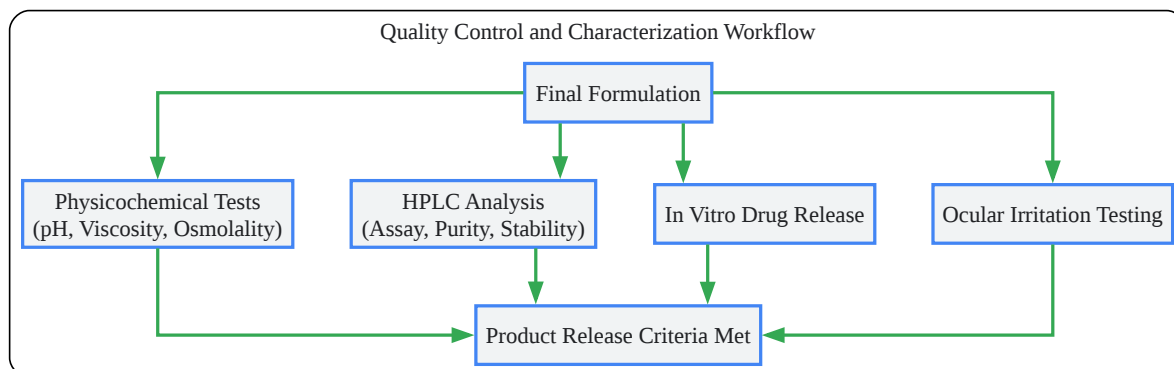 Quality Control and Characterization Workflow
Final Formulation
Physicochemical Tests
(pH, Viscosity, Osmolality)
HPLC Analysis
(Assay, Purity, Stability)
In Vitro Drug Release
Ocular Irritation Testing
Product Release Criteria Met